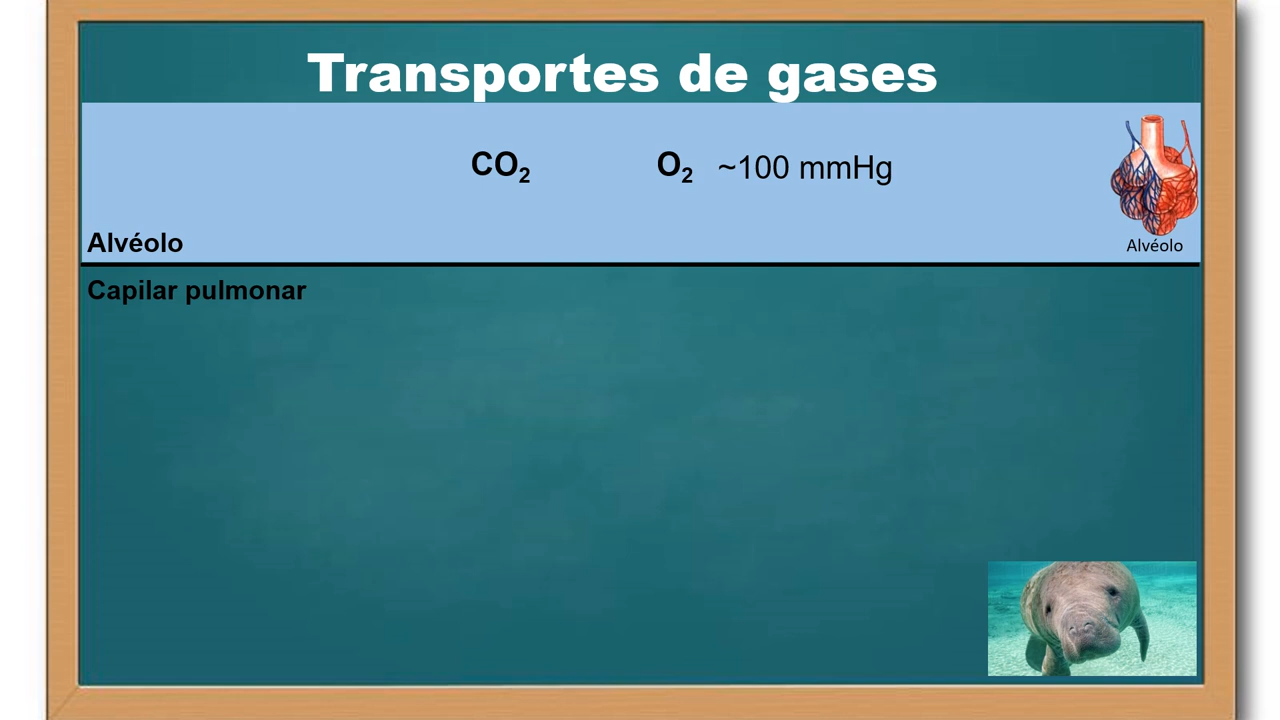 Transportes de gases
CO₂ O₂ ~100 mmHg
Alvéolo
Alvéolo
Capilar pulmonar